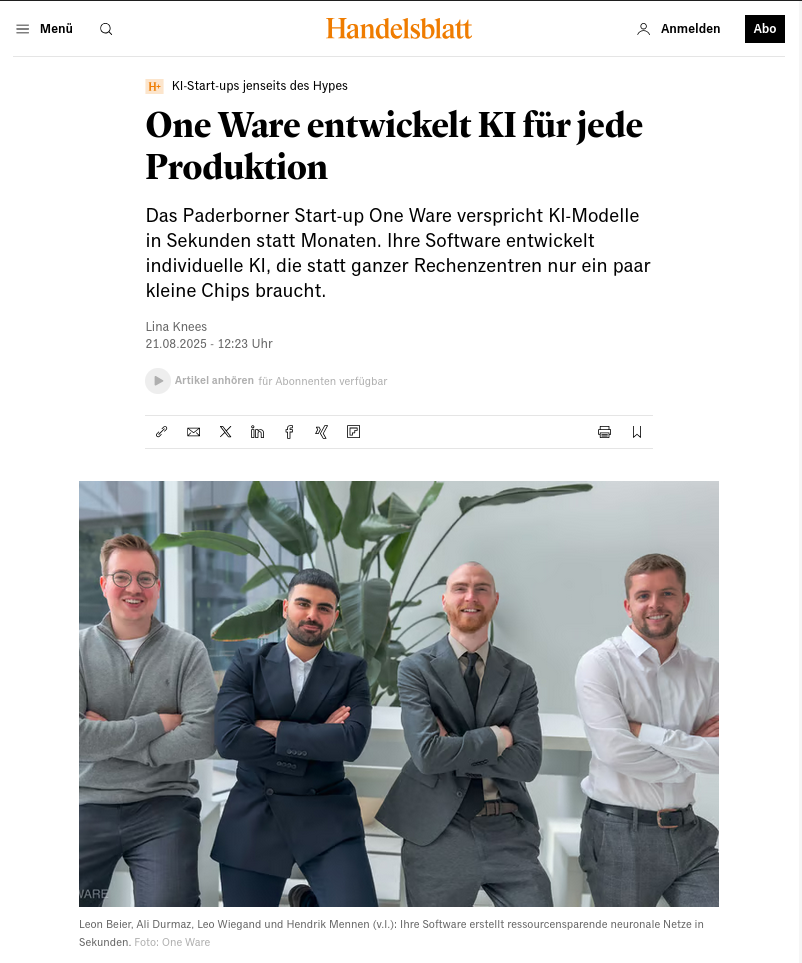 Menü
Handelsblatt
Anmelden
Abo
H+ KI-Start-ups jenseits des Hypes
One Ware entwickelt KI für jede
Produktion
Das Paderborner Start-up One Ware verspricht KI-Modelle
in Sekunden statt Monaten. Ihre Software entwickelt
individuelle KI, die statt ganzer Rechenzentren nur ein paar
kleine Chips braucht.
Lina Knees
21.08.2025 - 12:23 Uhr
Artikel anhören für Abonnenten verfügbar
WARE
Leon Beier, Ali Durmaz, Leo Wiegand und Hendrik Mennen (v.l.): Ihre Software erstellt ressourcensparende neuronale Netze in
Sekunden. Foto: One Ware